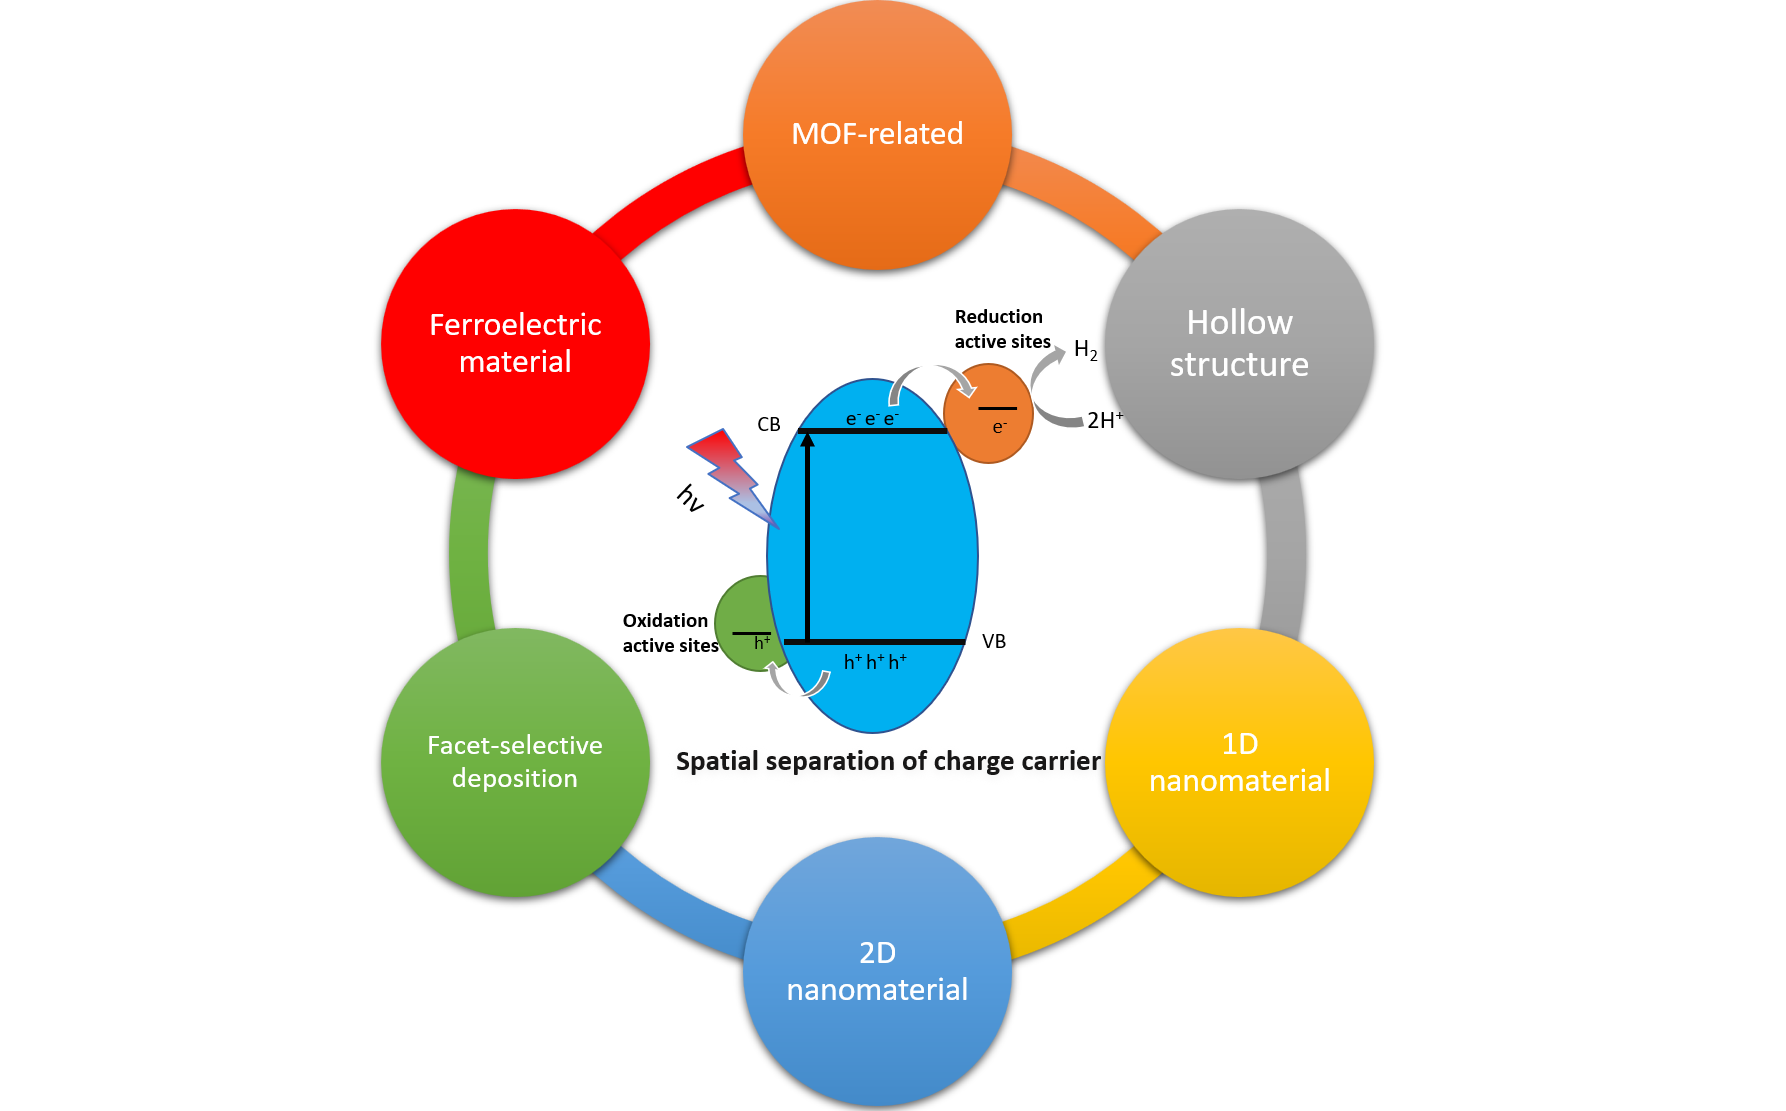 MOF-related
Ferroelectric
material
Hollow
structure
Reduction
active sites
H₂
2H⁺
CB
e⁻ e⁻ e⁻
e⁻
hv
Oxidation
active sites
h⁺
VB
h⁺ h⁺ h⁺
Spatial separation of charge carrier
Facet-selective
deposition
1D
nanomaterial
2D
nanomaterial